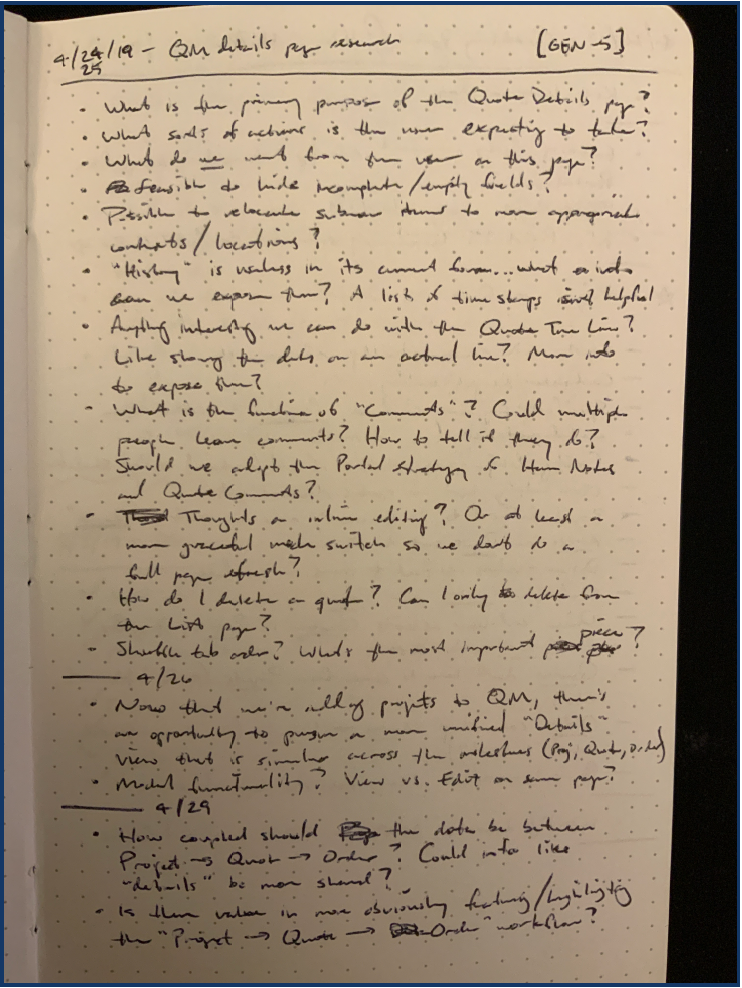 4/24/19 - QM details page research [GEN-5]
25
• What is the primary purpose of the Quote Details page?
• What sorts of actions is the user expecting to take?
• What do we want from the user on this page?
• Feasible to hide incomplete/empty fields?
• Possible to relocate subnav items to more appropriate
contexts/locations?
• "History" is useless in its current form... what info
can we expose there? A list of time stamps isn't helpful
• Anything interesting we can do with the Quote Time Line?
Like showing the dates on an actual line? More info
to expose there?
• What is the function of "Comments"? Could multiple
people leave comments? How to tell if they do?
Should we adopt the Portal strategy of Item Notes
and Quote Comments?
• Thoughts on inline editing? Or at least a
more graceful mode switch so we don't do a
full page refresh?
• How do I delete a quote? Can I only delete from
the List page?
• Shuffle tab order? What's the most important piece?
4/26
• Now that we're adding projects to QM, there's
an opportunity to pursue a more unified "Details"
view that is similar across the milestones (Proj, Quote, Order)
• Modal functionality? View vs. Edit on same page?
4/29
• How coupled should the data be between
Project → Quote → Order? Could info like
"details" be more shared?
• Is there value in more obviously featuring/highlighting
the "Project → Quote → Order" workflow?